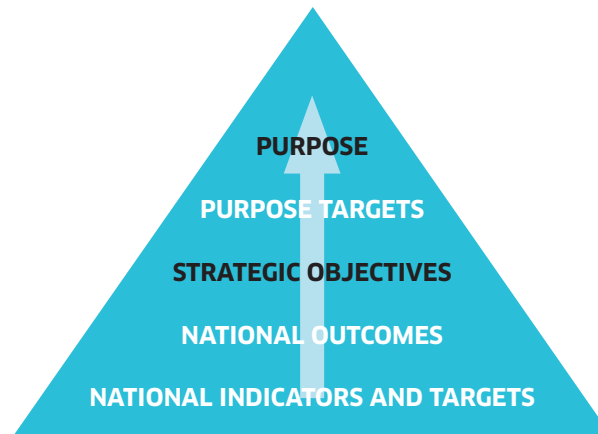 PURPOSE
PURPOSE TARGETS
STRATEGIC OBJECTIVES
NATIONAL OUTCOMES
NATIONAL INDICATORS AND TARGETS